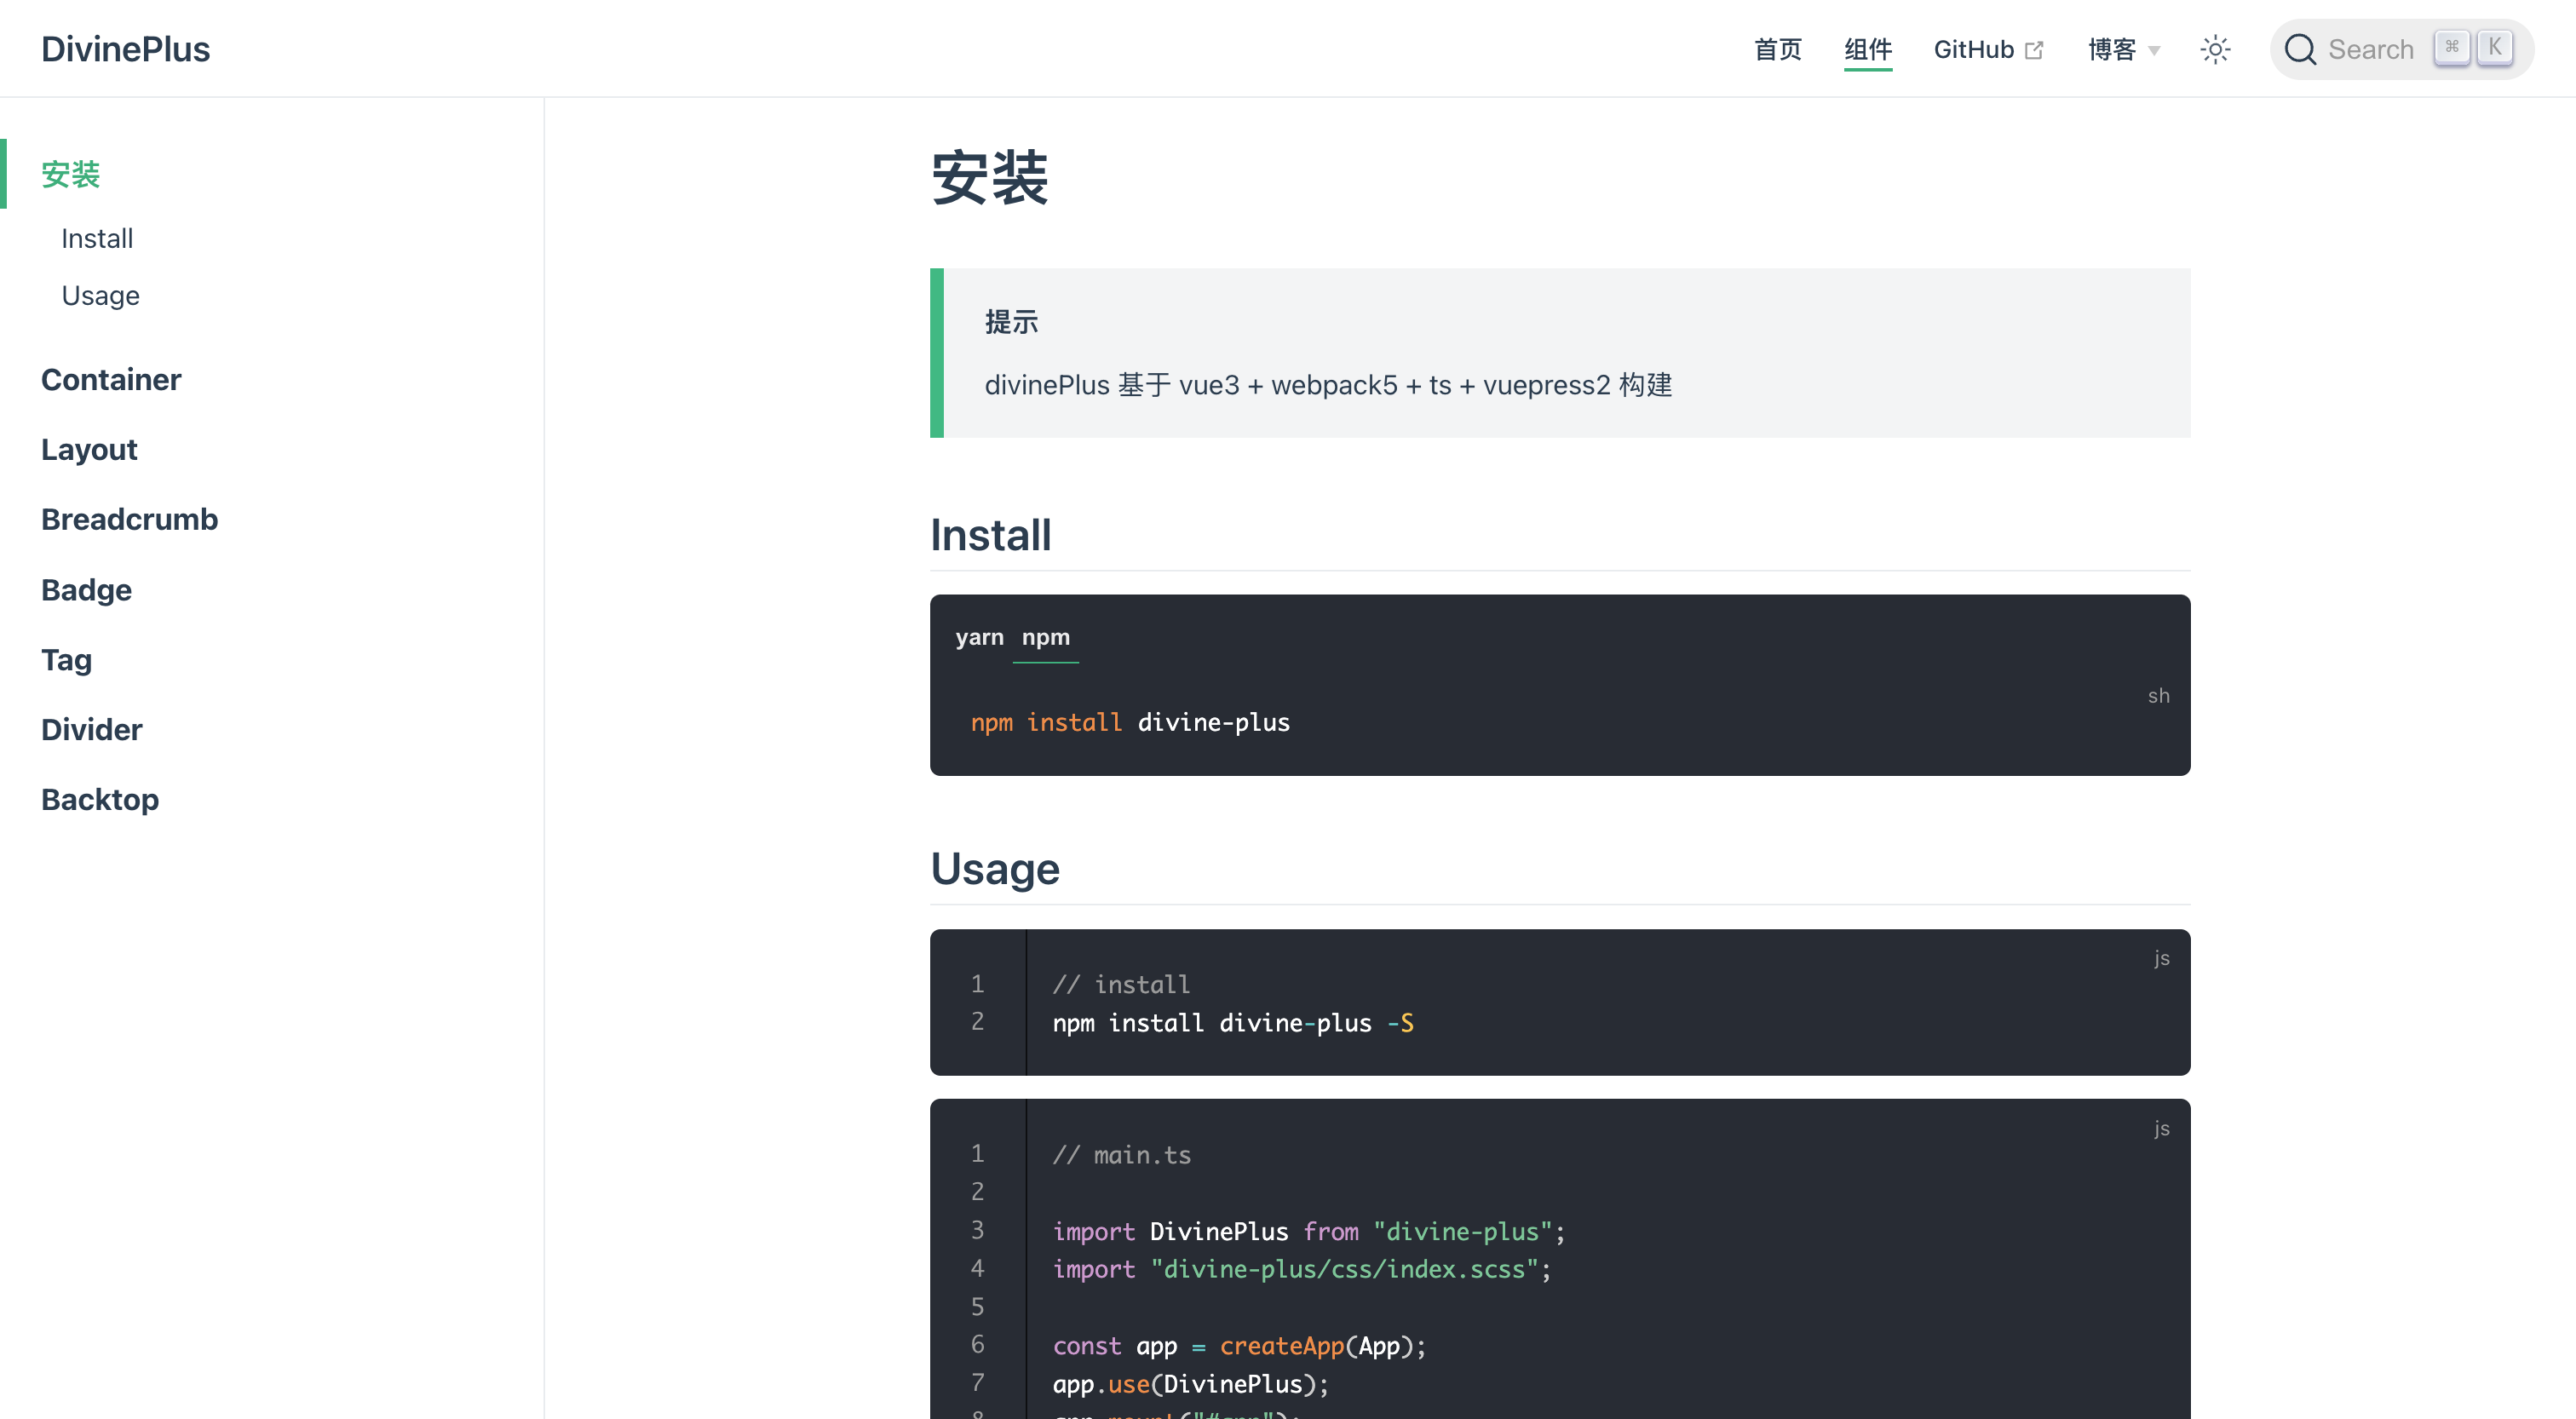 DivinePlus
首页 组件 GitHub 博客 Search ⌘ K
安装
Install
Usage
Container
Layout
Breadcrumb
Badge
Tag
Divider
Backtop
安装
提示
divinePlus 基于 vue3 + webpack5 + ts + vuepress2 构建
Install
yarn npm
sh
npm install divine-plus
Usage
js
1 // install
2 npm install divine-plus -S
js
1 // main.ts
2
3 import DivinePlus from "divine-plus";
4 import "divine-plus/css/index.scss";
5
6 const app = createApp(App);
7 app.use(DivinePlus);